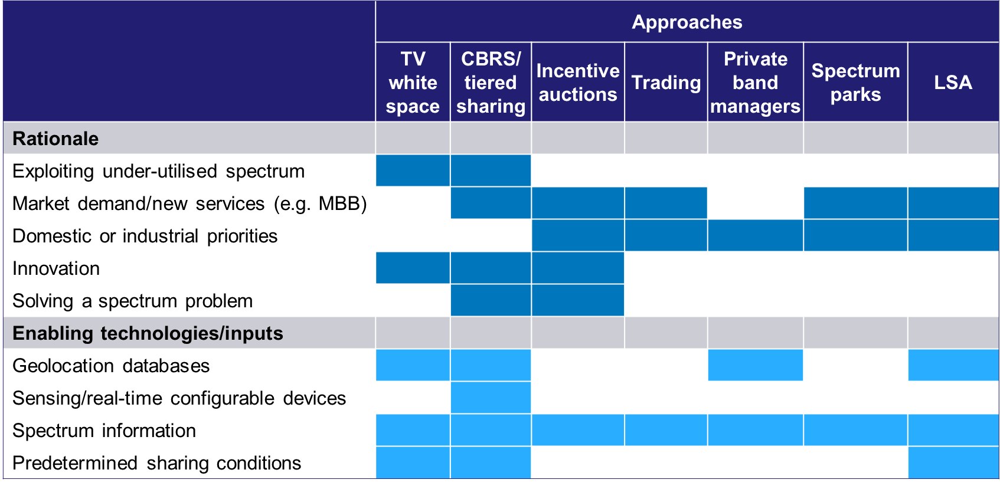 Approaches
TV
white
space
CBRS/
tiered
sharing
Incentive
auctions
Trading
Private
band
managers
Spectrum
parks
LSA
Rationale
Exploiting under-utilised spectrum
Market demand/new services (e.g. MBB)
Domestic or industrial priorities
Innovation
Solving a spectrum problem
Enabling technologies/inputs
Geolocation databases
Sensing/real-time configurable devices
Spectrum information
Predetermined sharing conditions